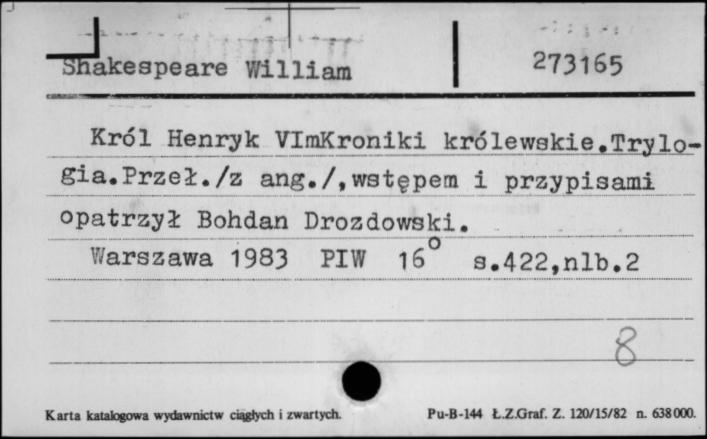 Shakespeare William 273165
Król Henryk VImKroniki królewskie.Trylo-
gia.Przeł./z ang./,wstępem i przypisami
opatrzył Bohdan Drozdowski.
Warszawa 1983 PIW 16° s.422,nlb.2
8
Karta katalogowa wydawnictw ciągłych i zwartych. Pu-B-144 Ł.Z.Graf. Z. 120/15/82 n. 638000.